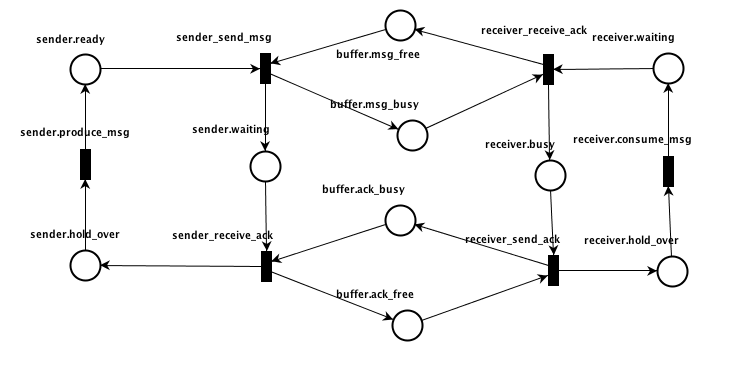 sender.ready
sender_send_msg
buffer.msg_free
receiver_receive_ack
receiver.waiting
buffer.msg_busy
sender.produce_msg
sender.waiting
receiver.busy
receiver.consume_msg
buffer.ack_busy
sender.hold_over
sender_receive_ack
receiver_send_ack
receiver.hold_over
buffer.ack_free